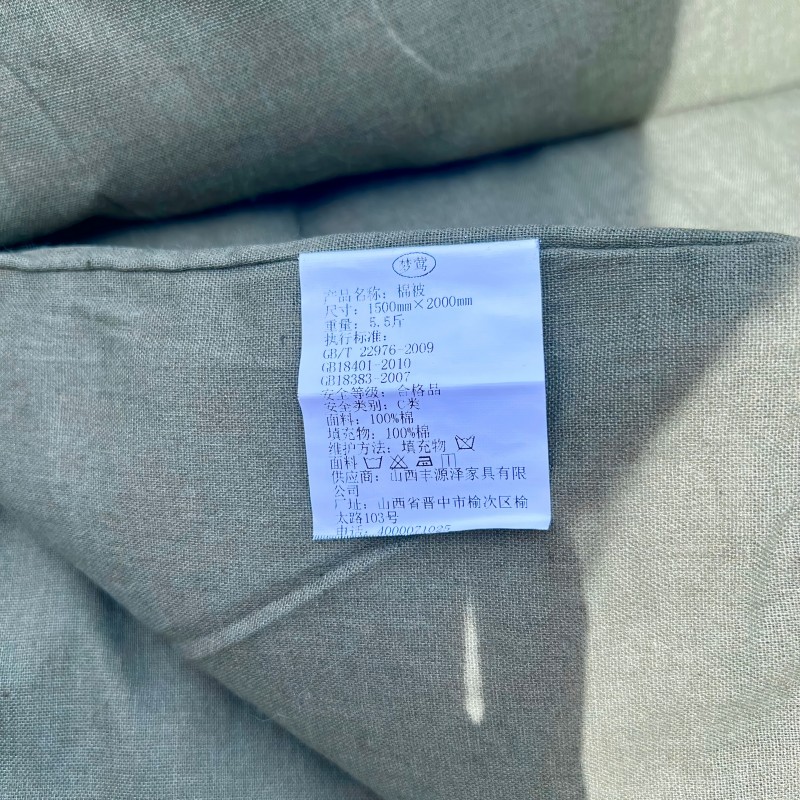 梦莺
产品名称：棉被
尺寸：1500mm×2000mm
重量：5.5斤
执行标准：
GB/T 22976-2009
GB18401-2010
GB18383-2007
安全等级：合格品
安全类别：C类
面料：100%棉
填充物：100%棉
维护方法：填充物
面料
供应商：山西丰源泽家具有限
公司
厂址：山西省晋中市榆次区榆
太路103号
电话：4000071025